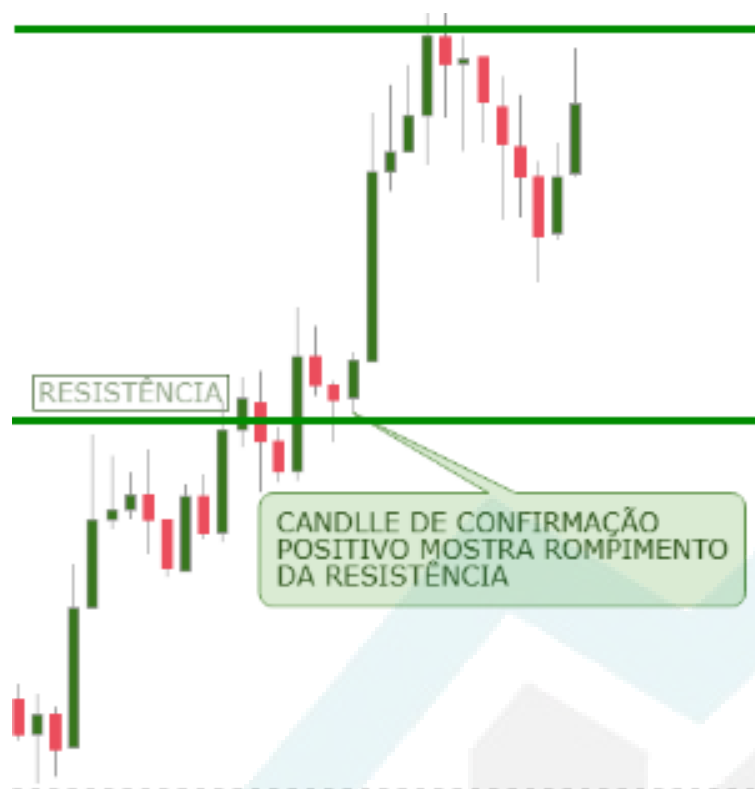 RESISTÊNCIA
CANDLLE DE CONFIRMAÇÃO
POSITIVO MOSTRA ROMPIMENTO
DA RESISTÊNCIA